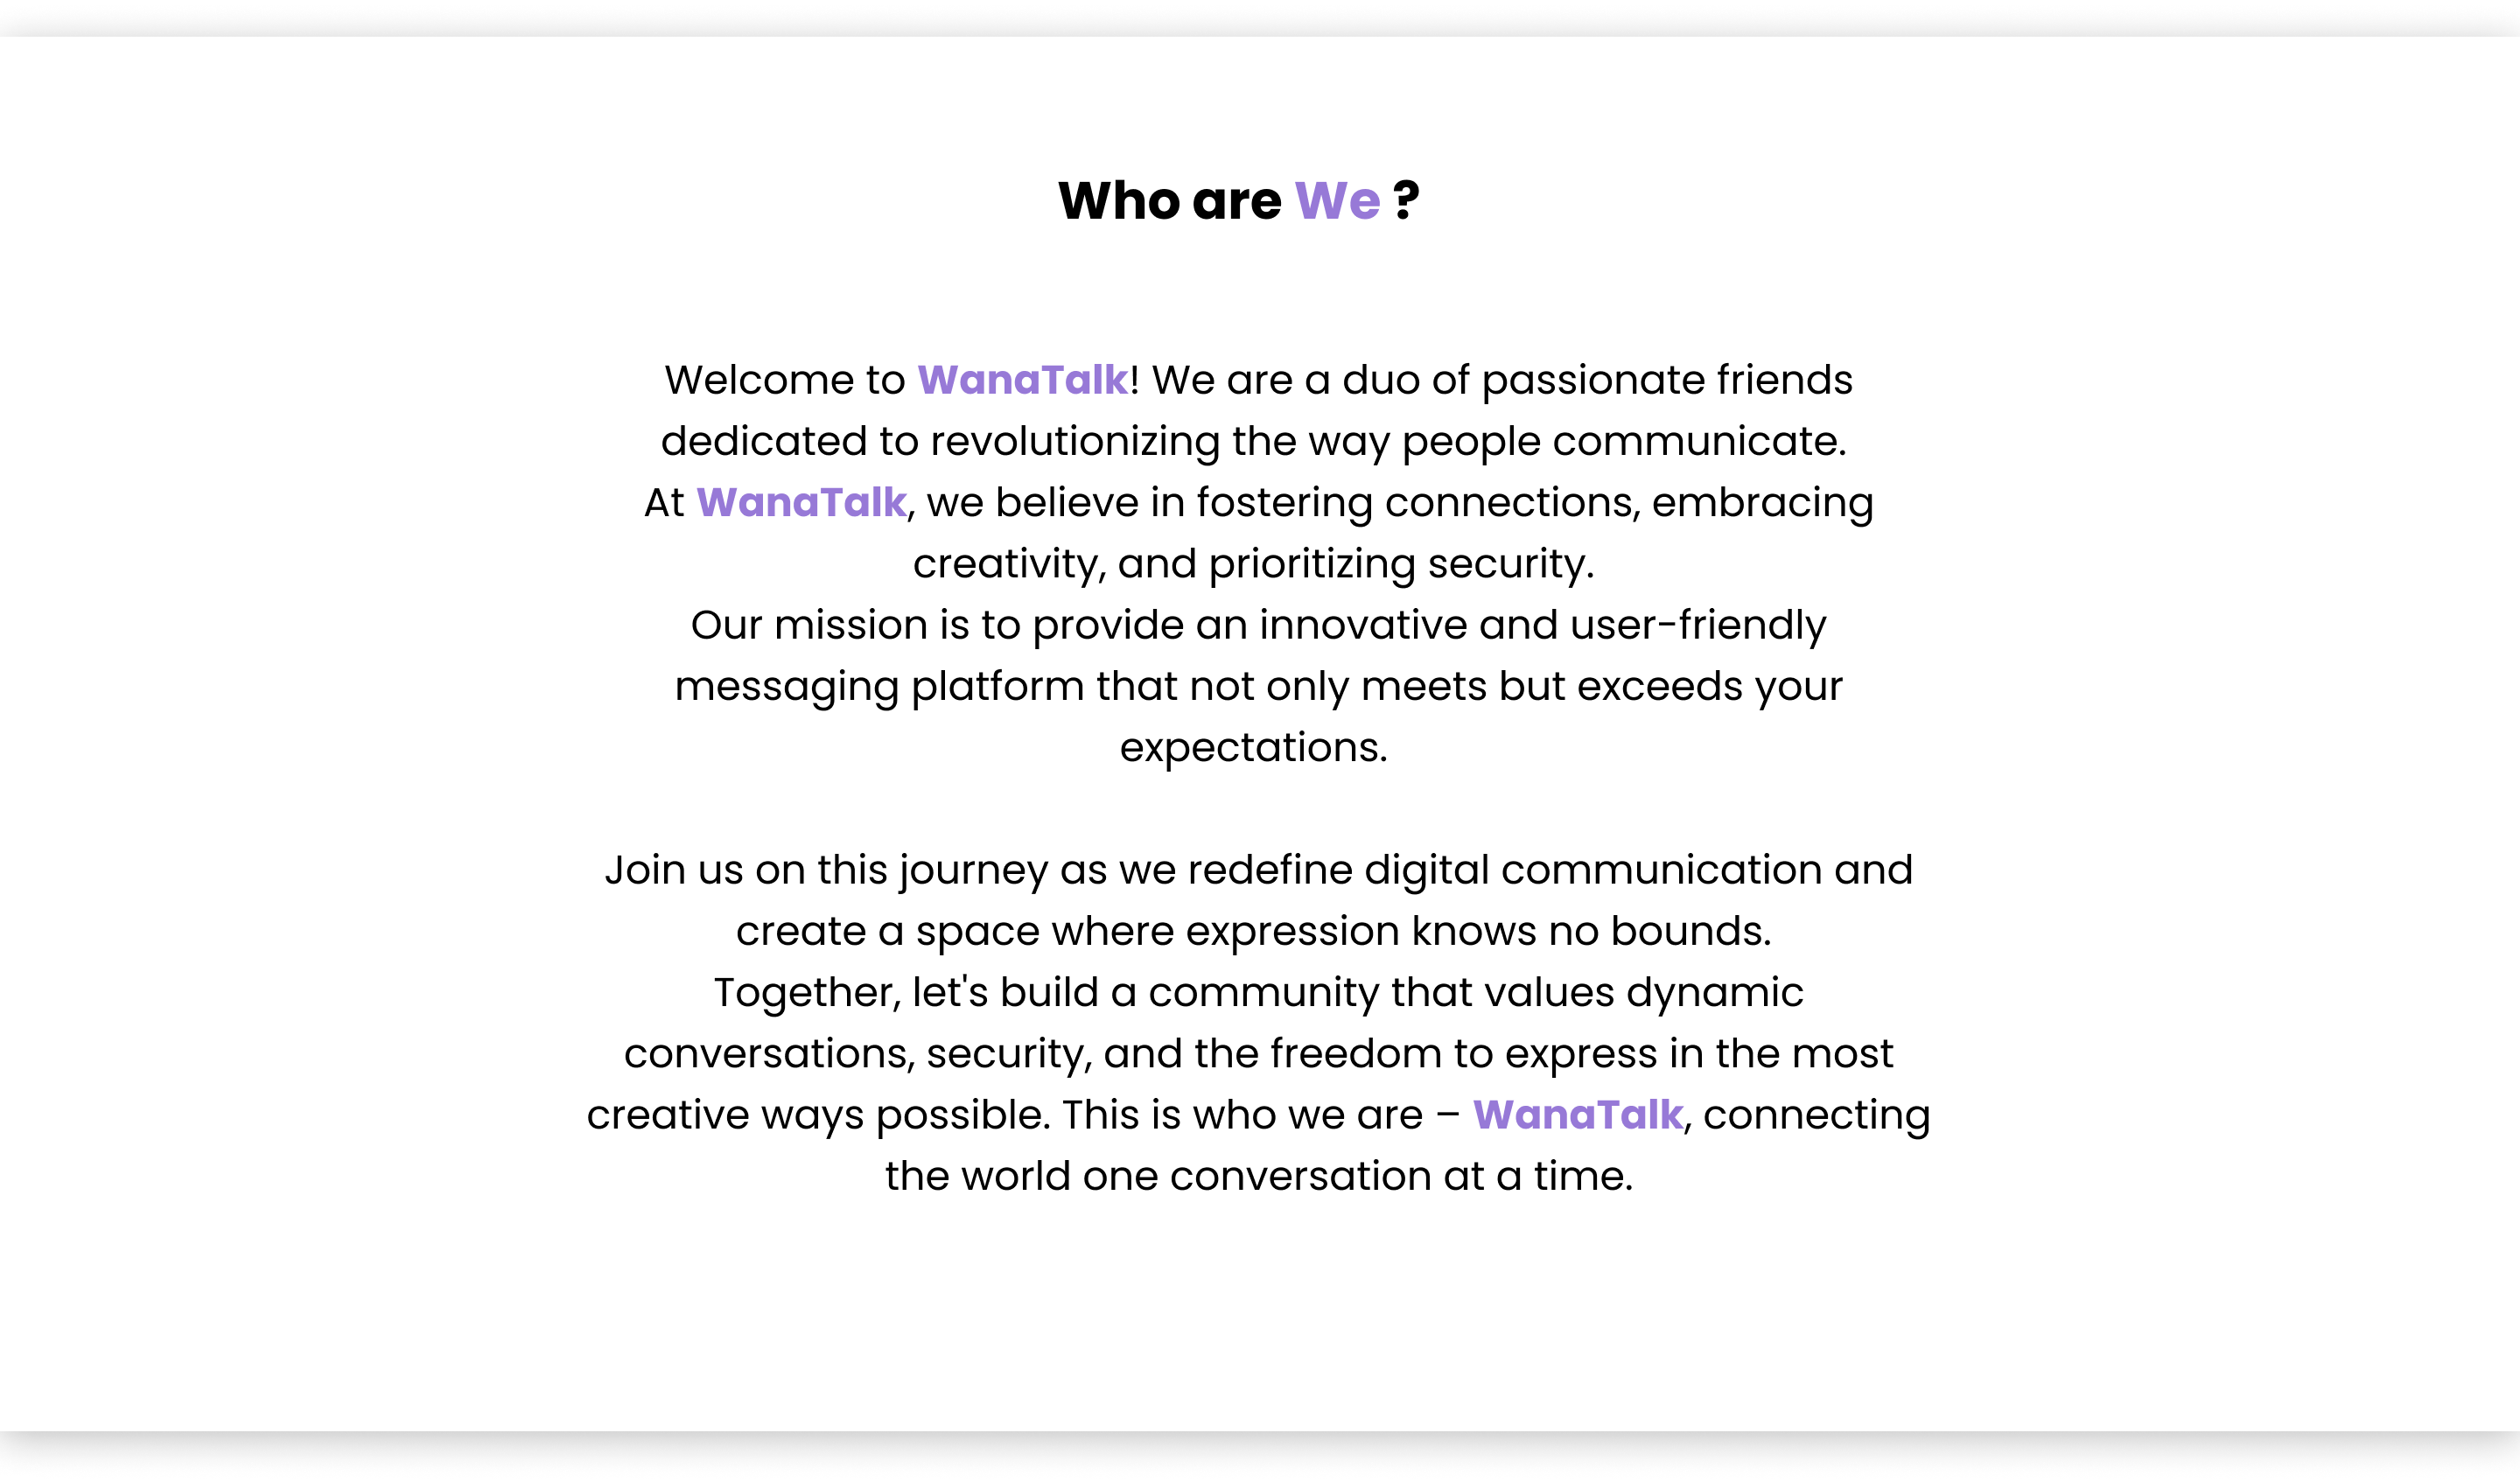 Who are We ?
Welcome to WanaTalk! We are a duo of passionate friends
dedicated to revolutionizing the way people communicate.
At WanaTalk, we believe in fostering connections, embracing
creativity, and prioritizing security.
Our mission is to provide an innovative and user-friendly
messaging platform that not only meets but exceeds your
expectations.
Join us on this journey as we redefine digital communication and
create a space where expression knows no bounds.
Together, let's build a community that values dynamic
conversations, security, and the freedom to express in the most
creative ways possible. This is who we are – WanaTalk, connecting
the world one conversation at a time.